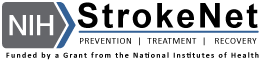 NIH StrokeNet
PREVENTION | TREATMENT | RECOVERY
Funded by a Grant from the National Institutes of Health